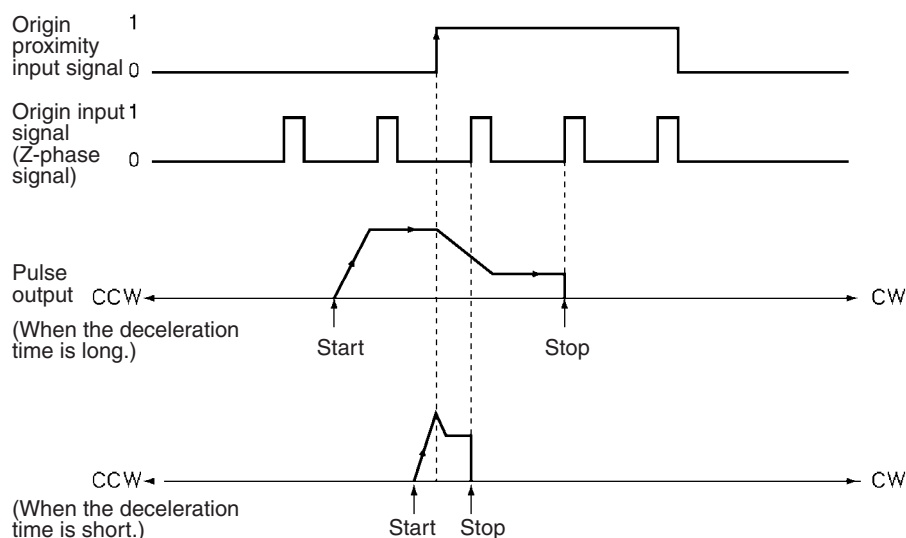 Origin 1
proximity
input signal 0
Origin input 1
signal
(Z-phase 0
signal)
Pulse
output CCW CW
(When the deceleration
time is long.)
Start Stop
CCW CW
(When the deceleration
time is short.)
Start Stop